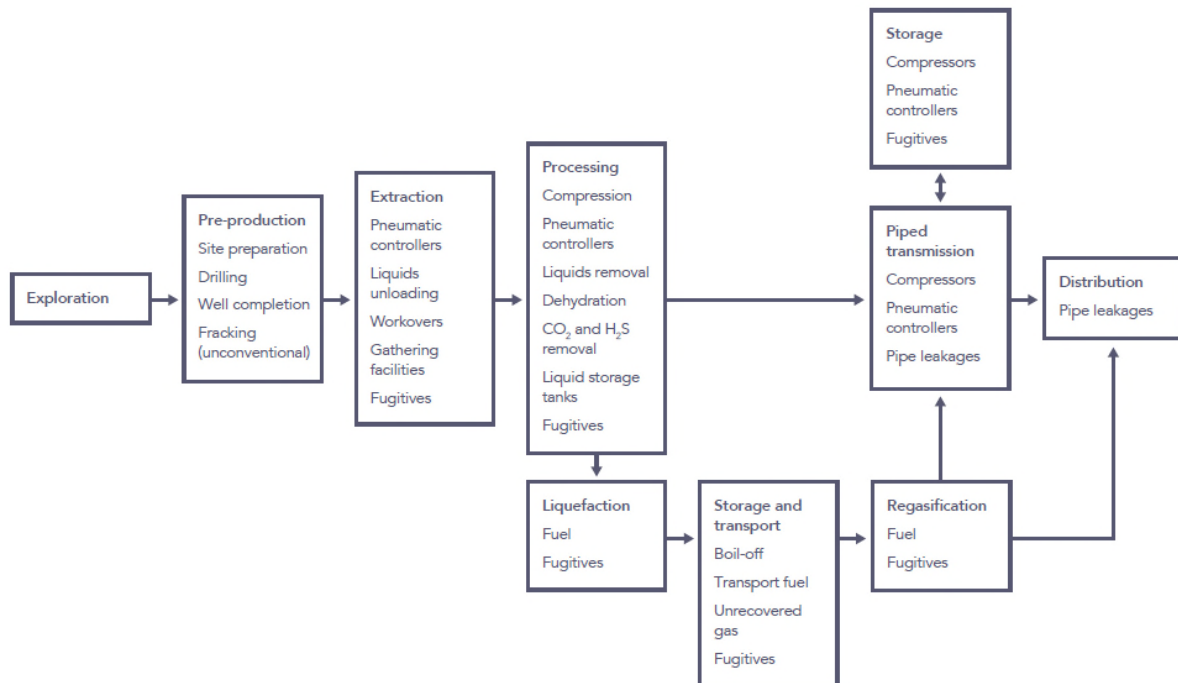 Exploration
Pre-production
Site preparation
Drilling
Well completion
Fracking
(unconventional)
Extraction
Pneumatic
controllers
Liquids
unloading
Workovers
Gathering
facilities
Fugitives
Processing
Compression
Pneumatic
controllers
Liquids removal
Dehydration
CO₂ and H₂S
removal
Liquid storage
tanks
Fugitives
Storage
Compressors
Pneumatic
controllers
Fugitives
Piped
transmission
Compressors
Pneumatic
controllers
Pipe leakages
Distribution
Pipe leakages
Liquefaction
Fuel
Fugitives
Storage and
transport
Boil-off
Transport fuel
Unrecovered
gas
Fugitives
Regasification
Fuel
Fugitives